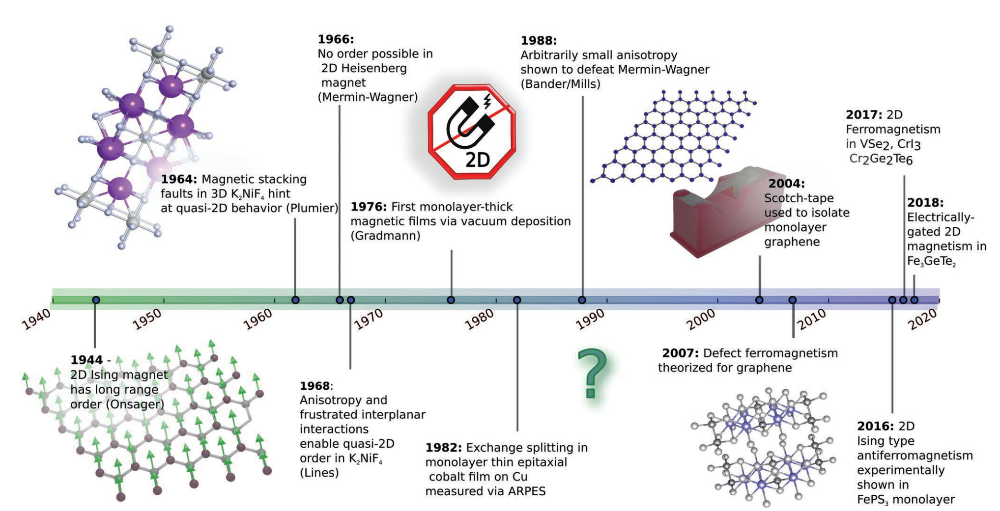 1966:
No order possible in
2D Heisenberg
magnet
(Mermin-Wagner)
1988:
Arbitrarily small anisotropy
shown to defeat Mermin-Wagner
(Bander/Mills)
2D
2017: 2D
Ferromagnetism
in VSe2, CrI3
Cr2Ge2Te6
1964: Magnetic stacking
faults in 3D K₂NiF₄ hint
at quasi-2D behavior (Plumier)
1976: First monolayer-thick
magnetic films via vacuum deposition
(Gradmann)
2004:
Scotch-tape
used to isolate
monolayer
graphene
2018:
Electrically-
gated 2D
magnetism in
Fe₃GeTe₂
1940 1950 1960 1970 1980 1990 2000 2010 2020
1944 -
2D Ising magnet
has long range
order (Onsager)
1968:
Anisotropy and
frustrated interplanar
interactions
enable quasi-2D
order in K₂NiF₄
(Lines)
1982: Exchange splitting in
monolayer thin epitaxial
cobalt film on Cu
measured via ARPES
?
2007: Defect ferromagnetism
theorized for graphene
2016: 2D
Ising type
antiferromagnetism
experimentally
shown in
FePS₃ monolayer